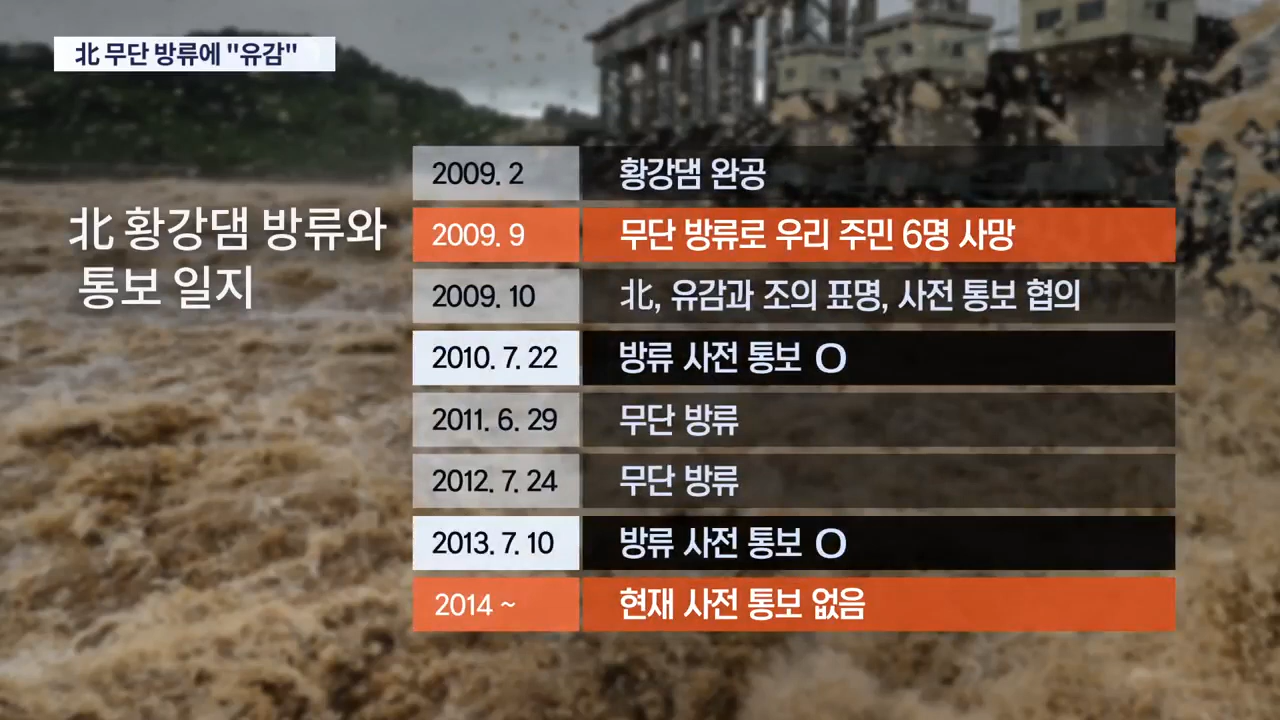 北 무단 방류에 "유감"
北 황강댐 방류와
통보 일지
2009. 2 황강댐 완공
2009. 9 무단 방류로 우리 주민 6명 사망
2009. 10 北, 유감과 조의 표명, 사전 통보 협의
2010. 7. 22 방류 사전 통보 O
2011. 6. 29 무단 방류
2012. 7. 24 무단 방류
2013. 7. 10 방류 사전 통보 O
2014 ~ 현재 사전 통보 없음